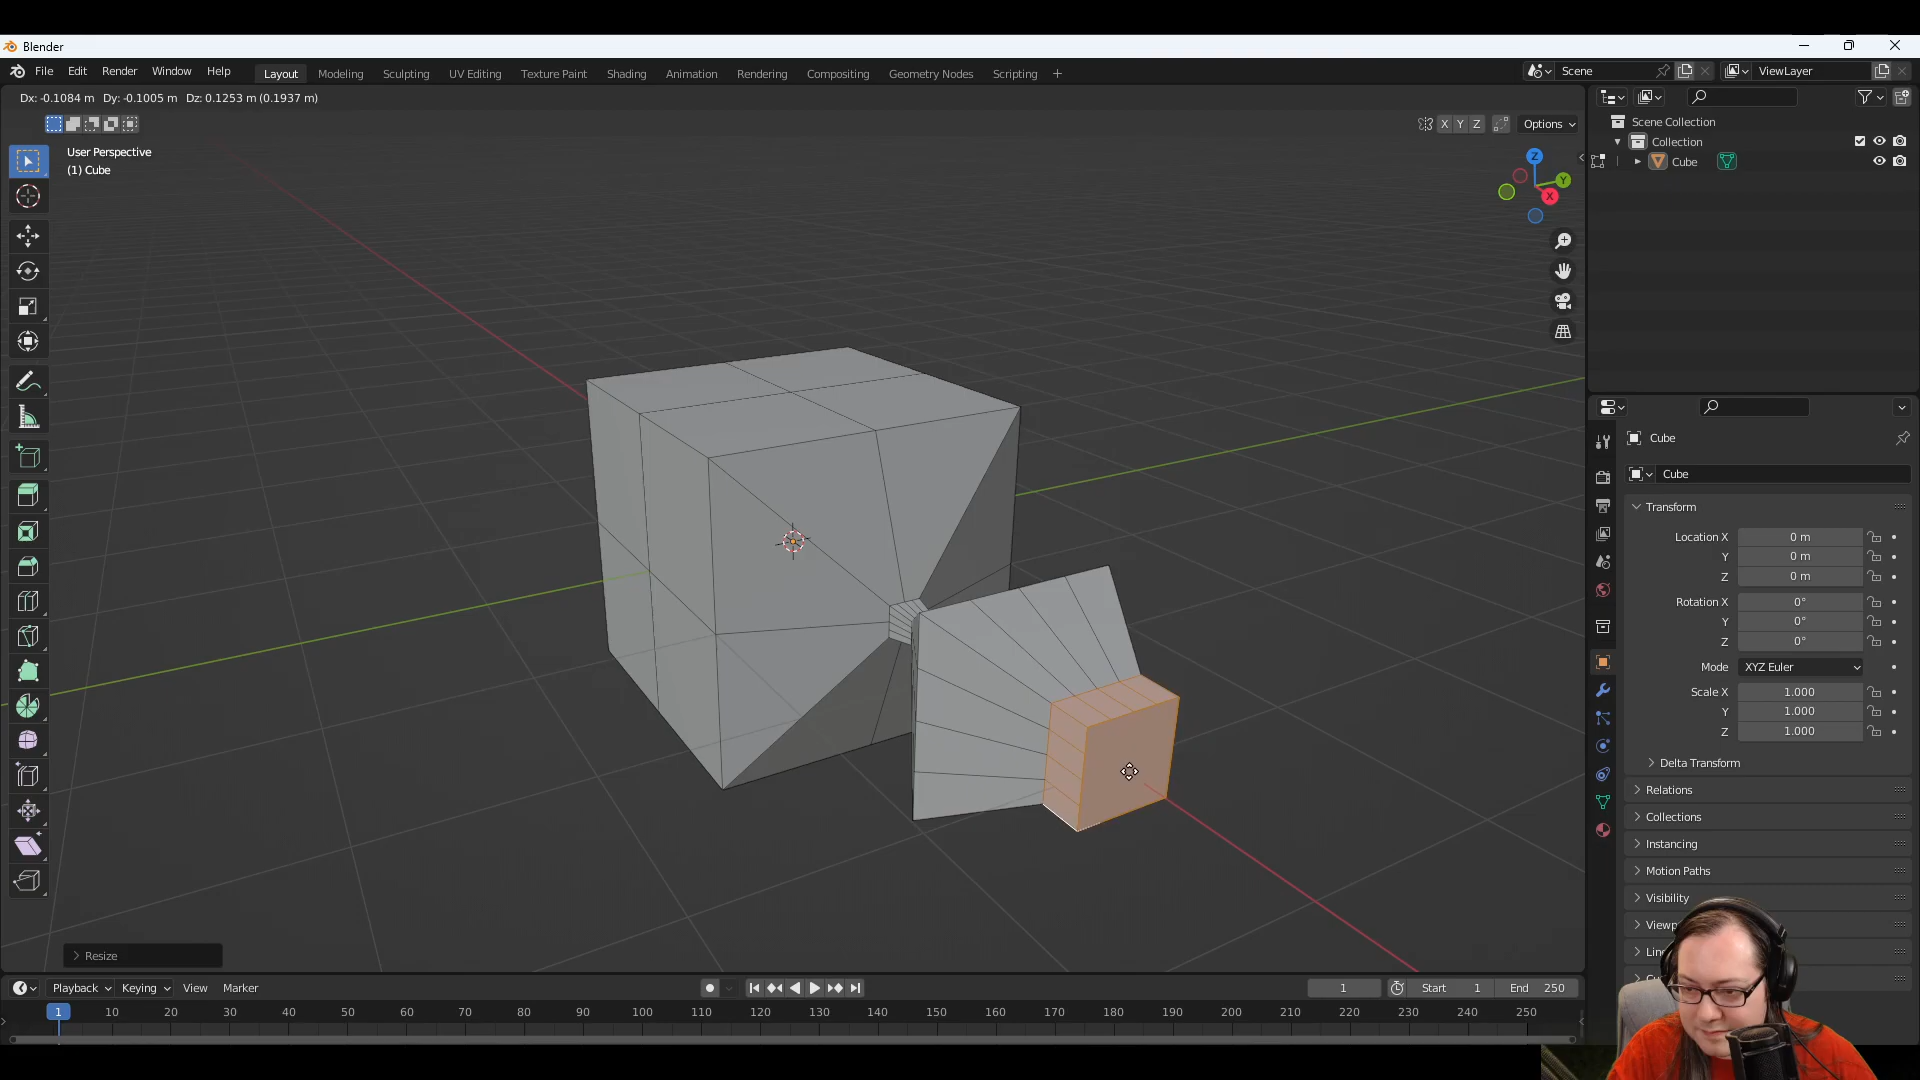 Blender
File Edit Render Window Help
Layout Modeling Sculpting UV Editing Texture Paint Shading Animation Rendering Compositing Geometry Nodes Scripting +
Scene
ViewLayer
Dx: -0.1084 m Dy: -0.1005 m Dz: 0.1253 m (0.1937 m)
X Y Z
Options
User Perspective
(1) Cube
Z
Y
X
Scene Collection
Collection
Cube
Cube
Cube
Transform
Location X 0 m
Y 0 m
Z 0 m
Rotation X 0°
Y 0°
Z 0°
Mode XYZ Euler
Scale X 1.000
Y 1.000
Z 1.000
Delta Transform
Relations
Collections
Instancing
Motion Paths
Visibility
Resize
Playback Keying View Marker
1
Start 1
End 250
1 10 20 30 40 50 60 70 80 90 100 110 120 130 140 150 160 170 180 190 200 210 220 230 240 250